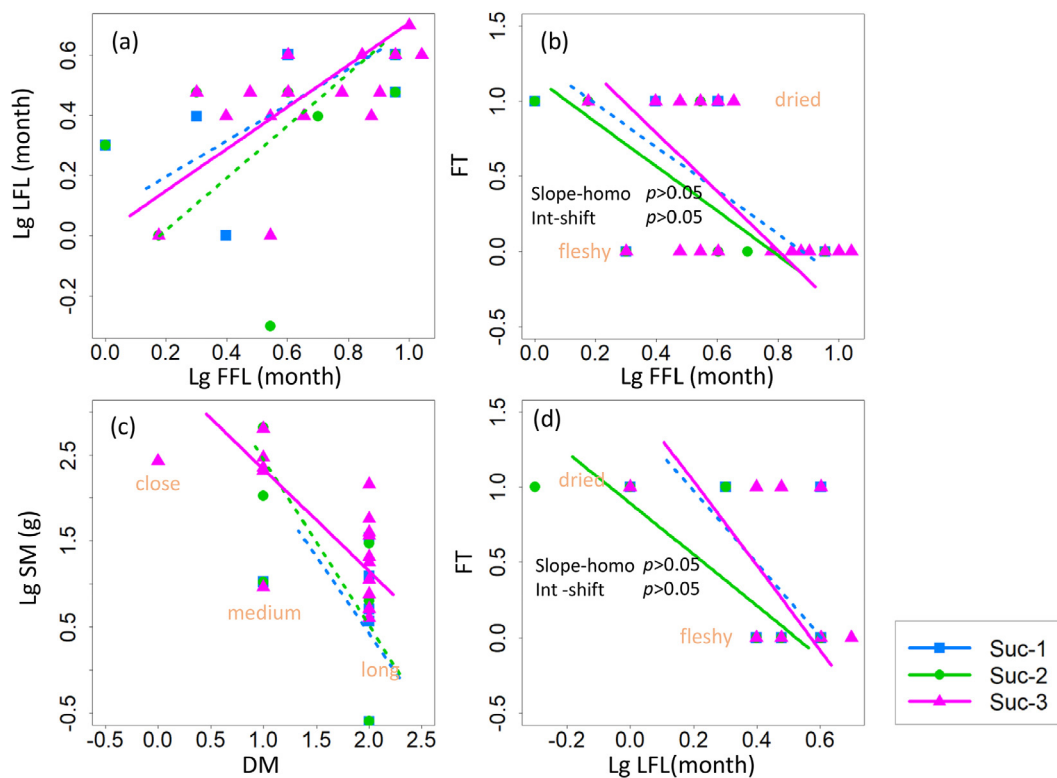 (a)
Lg LFL (month)
0.6
0.4
0.2
0.0
-0.2
0.0 0.2 0.4 0.6 0.8 1.0
Lg FFL (month)
(b)
FT
1.5
1.0
0.5
0.0
-0.5
dried
Slope-homo p>0.05
Int-shift p>0.05
fleshy
0.0 0.2 0.4 0.6 0.8 1.0
Lg FFL (month)
(c)
Lg SM (g)
2.5
1.5
0.5
-0.5
close
medium
long
-0.5 0.0 0.5 1.0 1.5 2.0 2.5
DM
(d)
FT
1.5
1.0
0.5
0.0
-0.5
dried
Slope-homo p>0.05
Int -shift p>0.05
fleshy
0.0 0.2 0.4 0.6
Lg LFL(month)
Suc-1
Suc-2
Suc-3